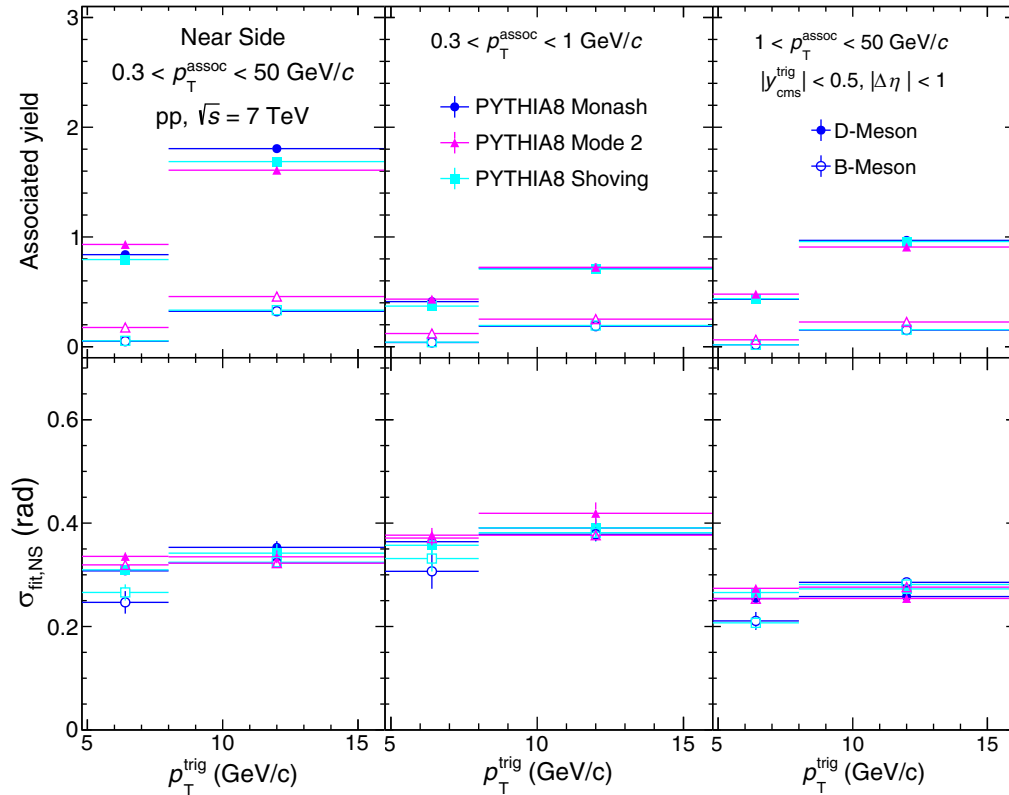 Near Side
0.3 < p_T^assoc < 50 GeV/c
pp, √s = 7 TeV
0.3 < p_T^assoc < 1 GeV/c
PYTHIA8 Monash
PYTHIA8 Mode 2
PYTHIA8 Shoving
1 < p_T^assoc < 50 GeV/c
|y_cms^trig| < 0.5, |Δη| < 1
D-Meson
B-Meson
Associated yield
3
2
1
0
σ_fit,NS (rad)
0.6
0.4
0.2
0
5 10 15 5 10 15 5 10 15
p_T^trig (GeV/c) p_T^trig (GeV/c) p_T^trig (GeV/c)